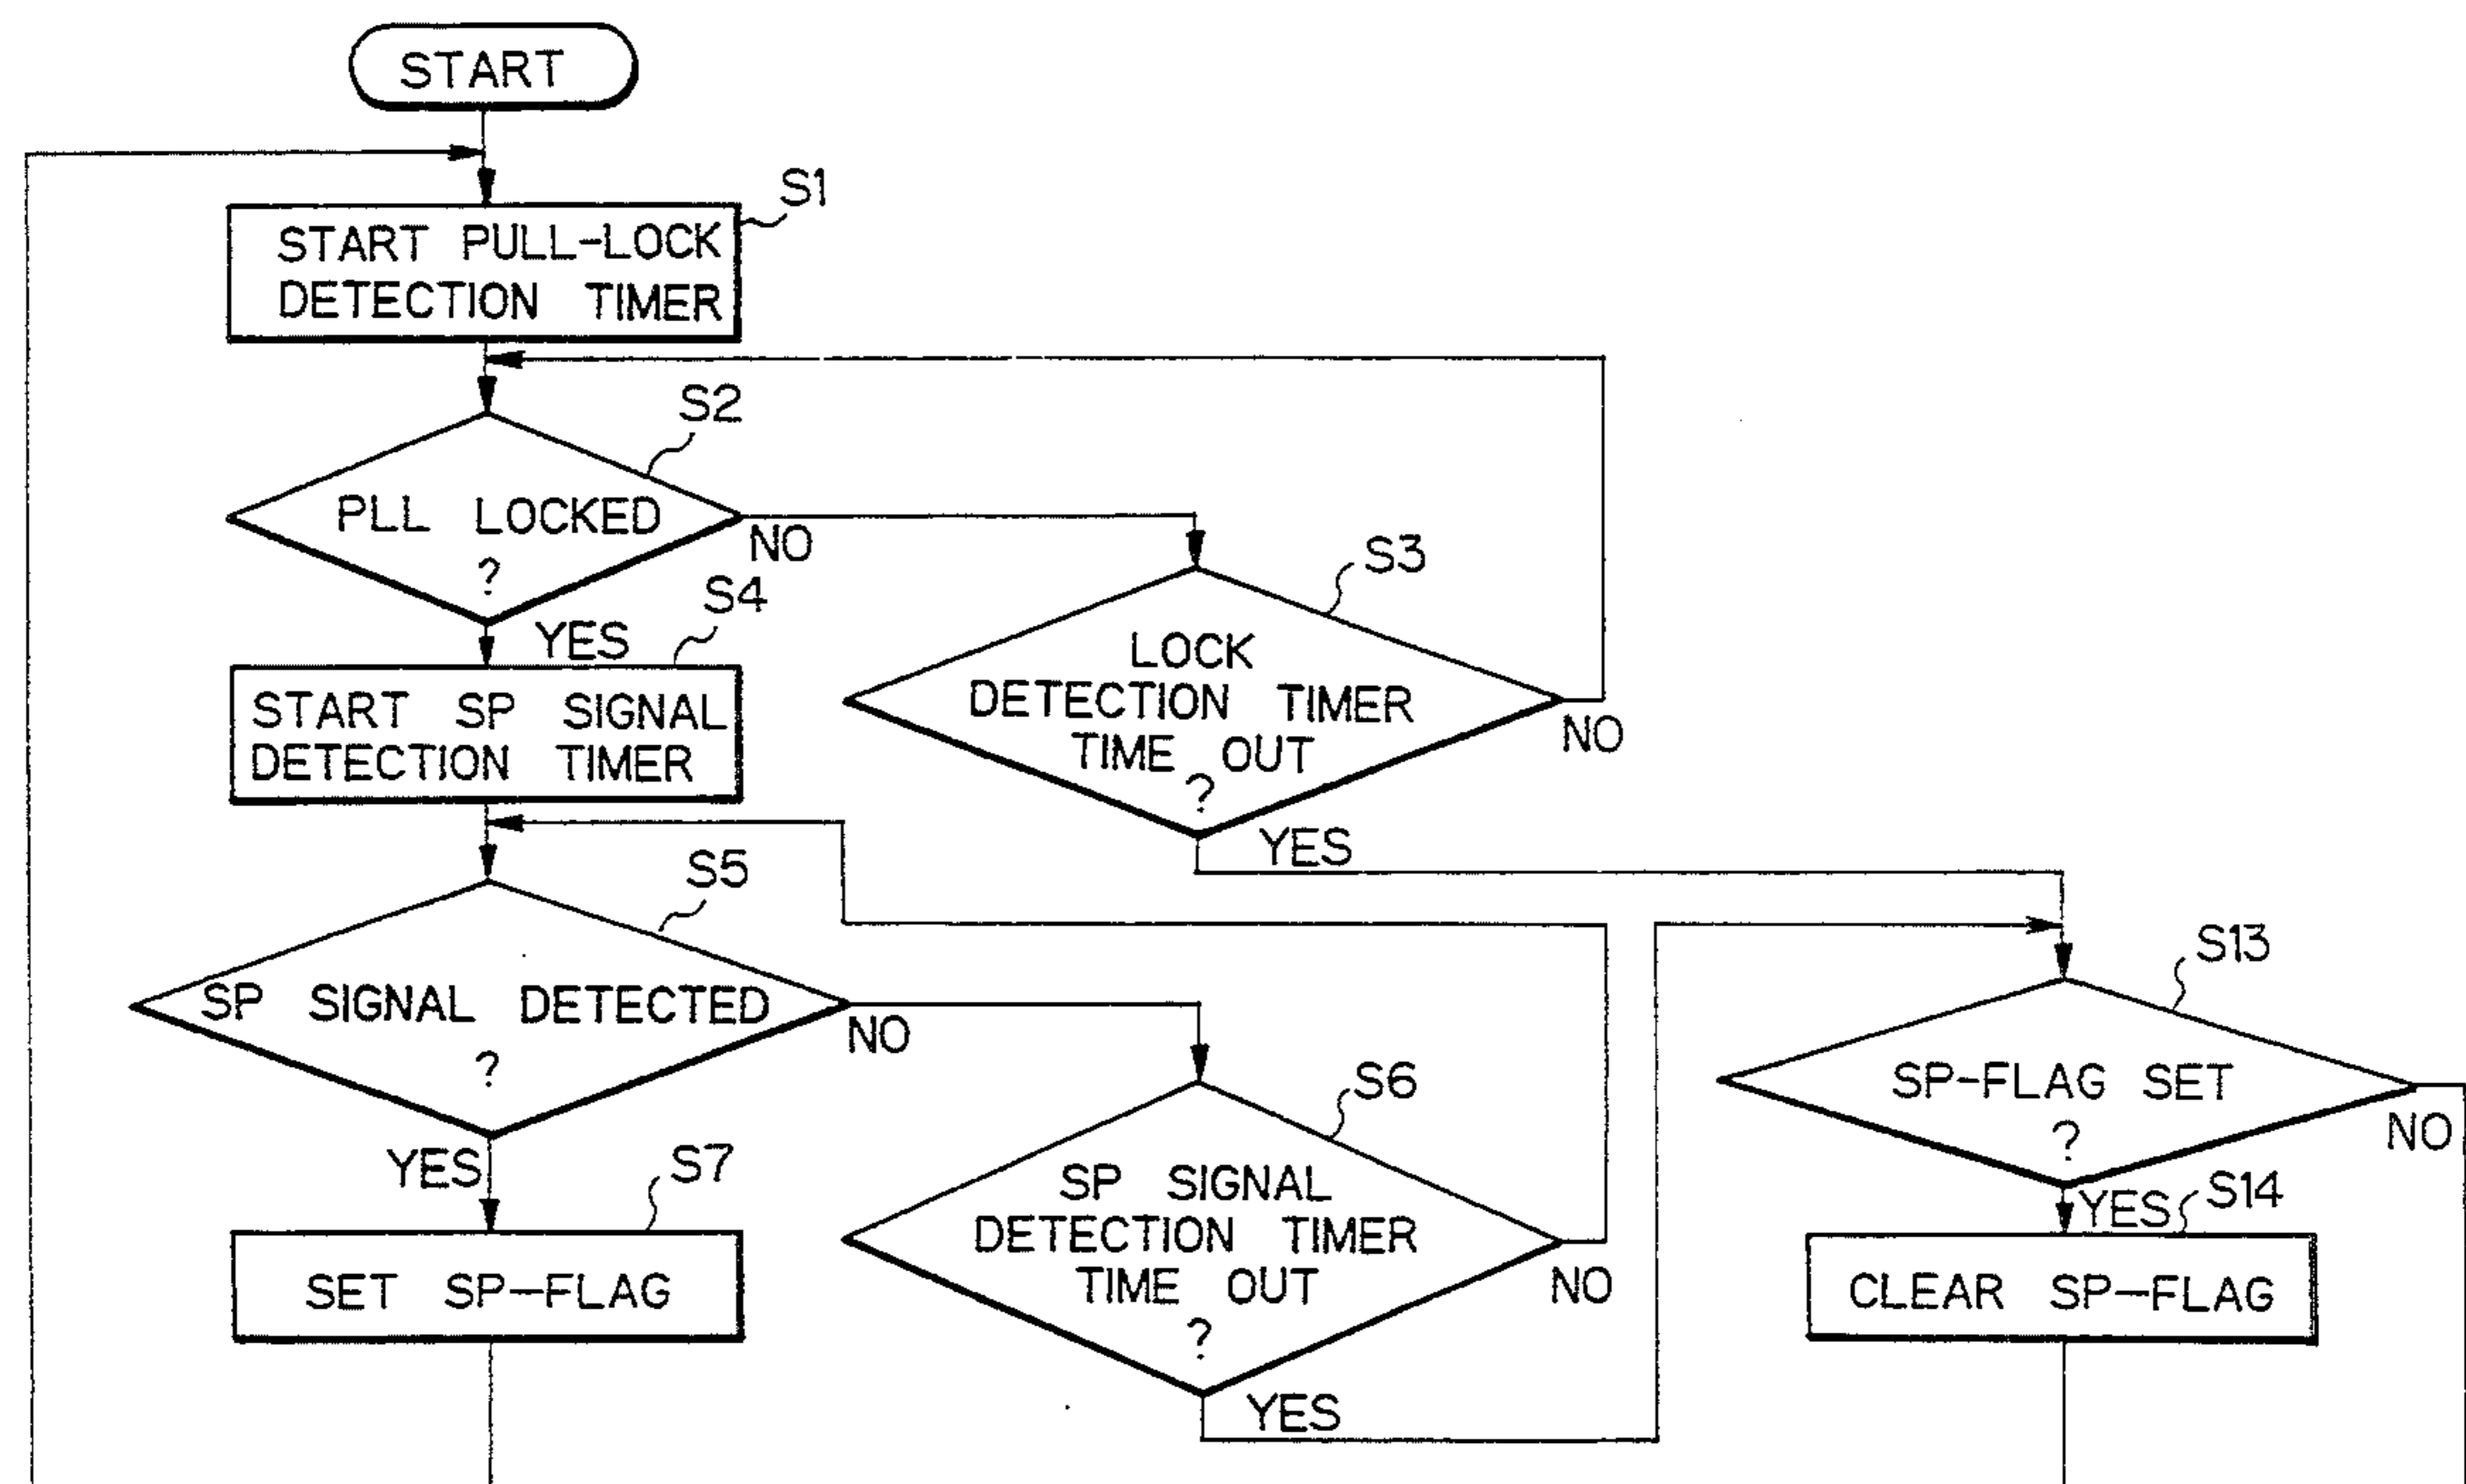 START
S1
START PULL-LOCK
DETECTION TIMER
S2
PLL LOCKED
?
NO
YES
S3
LOCK
DETECTION TIMER
TIME OUT
?
NO
YES
S4
START SP SIGNAL
DETECTION TIMER
S5
SP SIGNAL DETECTED
?
NO
YES
S6
SP SIGNAL
DETECTION TIMER
TIME OUT
?
NO
YES
S7
SET SP-FLAG
S13
SP-FLAG SET
?
NO
YES
S14
CLEAR SP-FLAG